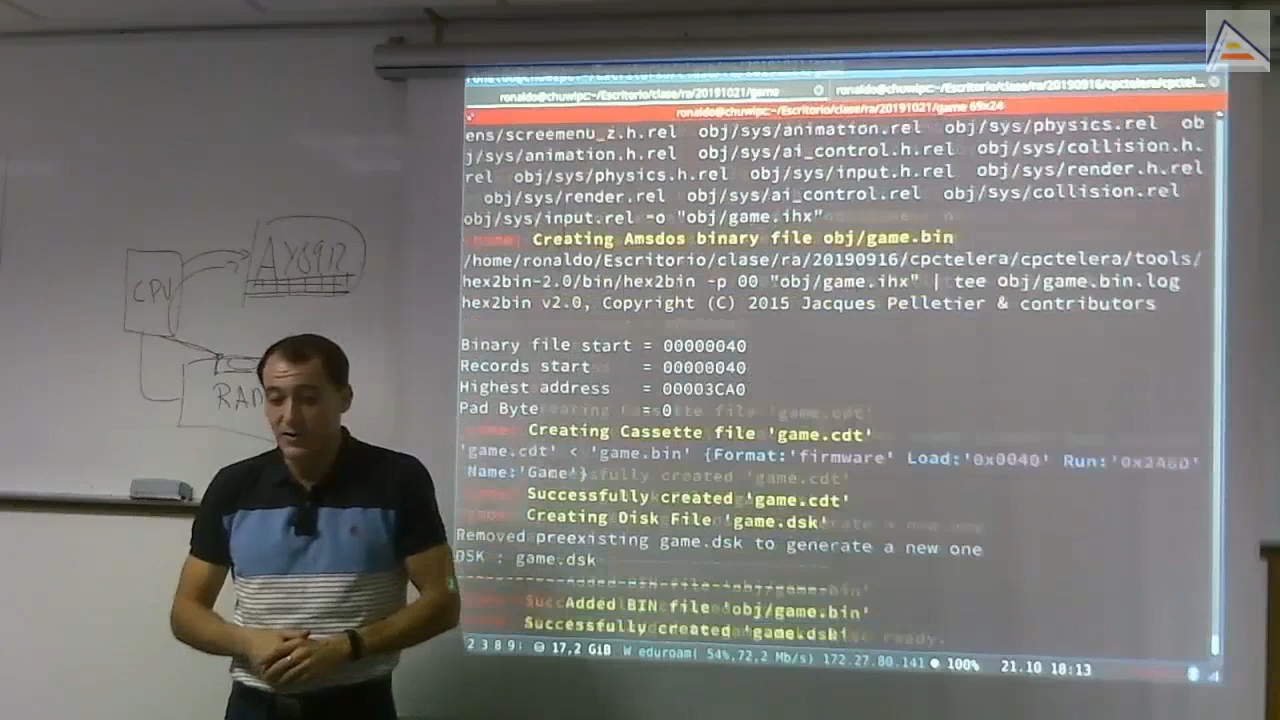 ronaldo@chuwipc:~/Escritorio/clase/ra/20191021/game
ronaldo@chuwipc:~/Escritorio/clase/ra/20190916/cpctelera/cpctel...
ronaldo@chuwipc:~/Escritorio/clase/ra/20191021/game 69x24
ens/screemenu_z.h.rel obj/sys/animation.rel obj/sys/physics.rel ob
j/sys/animation.h.rel obj/sys/ai_control.h.rel obj/sys/collision.h.
rel obj/sys/physics.h.rel obj/sys/input.h.rel obj/sys/render.h.rel
obj/sys/render.rel obj/sys/ai_control.rel obj/sys/collision.rel
obj/sys/input.rel -o "obj/game.ihx"
Creating Amsdos binary file obj/game.bin
/home/ronaldo/Escritorio/clase/ra/20190916/cpctelera/cpctelera/tools/
hex2bin-2.0/bin/hex2bin -p 00 "obj/game.ihx" | tee obj/game.bin.log
hex2bin v2.0, Copyright (C) 2015 Jacques Pelletier & contributors
Binary file start = 00000040
Records start = 00000040
Highest address = 00003CA0
Pad Byte = 0
Creating Cassette file 'game.cdt'
'game.cdt' < 'game.bin' {Format:'firmware' Load:'0x0040' Run:
Name:'Game'}
Successfully created 'game.cdt'
Creating Disk File 'game.dsk'
Removed preexisting game.dsk to generate a new one
DSK : game.dsk
Added BIN file 'obj/game.bin'
Successfully created 'game.dsk'
2 3 8 9: 17,2 GiB W eduroam( 54%,72,2 Mb/s) 172.27.80.141 100% 21.10 18:13
CPU
AY8912